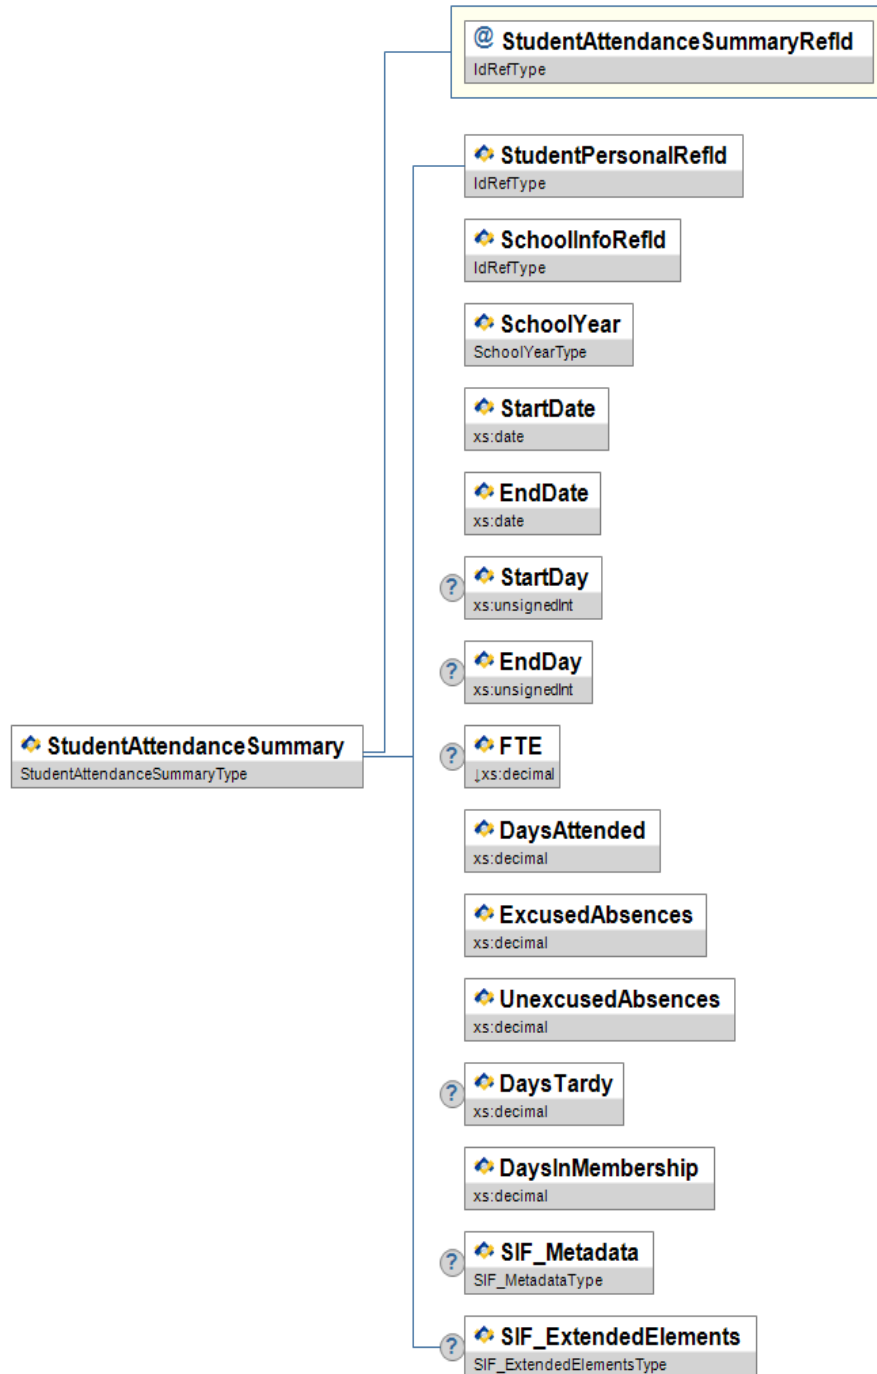 @ StudentAttendanceSummaryRefId
IdRefType
StudentPersonalRefId
IdRefType
SchoolInfoRefId
IdRefType
SchoolYear
SchoolYearType
StartDate
xs:date
EndDate
xs:date
? StartDay
xs:unsignedInt
? EndDay
xs:unsignedInt
StudentAttendanceSummary
StudentAttendanceSummaryType
? FTE
↓xs:decimal
DaysAttended
xs:decimal
ExcusedAbsences
xs:decimal
UnexcusedAbsences
xs:decimal
? DaysTardy
xs:decimal
DaysInMembership
xs:decimal
? SIF_Metadata
SIF_MetadataType
? SIF_ExtendedElements
SIF_ExtendedElementsType